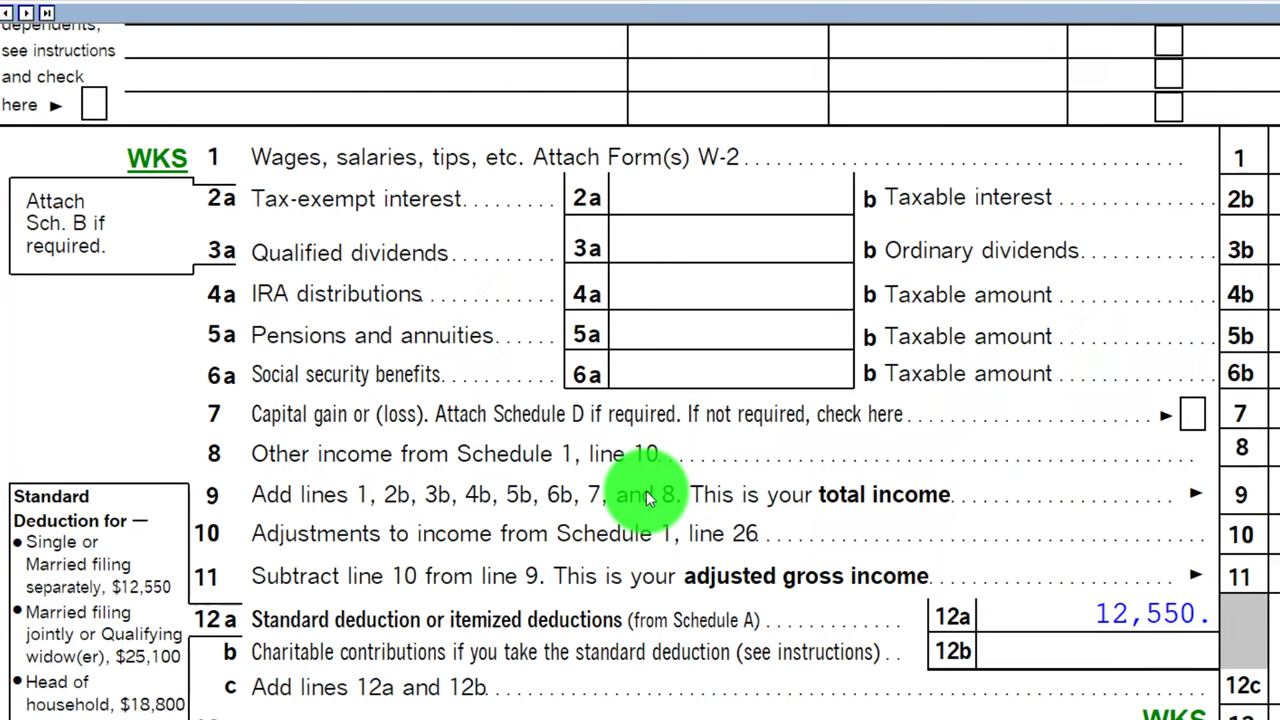 dependents,
see instructions
and check
here ►
WKS 1 Wages, salaries, tips, etc. Attach Form(s) W-2 1
Attach
Sch. B if
required.
2a Tax-exempt interest 2a b Taxable interest 2b
3a Qualified dividends 3a b Ordinary dividends 3b
4a IRA distributions 4a b Taxable amount 4b
5a Pensions and annuities 5a b Taxable amount 5b
6a Social security benefits 6a b Taxable amount 6b
7 Capital gain or (loss). Attach Schedule D if required. If not required, check here ► 7
8 Other income from Schedule 1, line 10 8
9 Add lines 1, 2b, 3b, 4b, 5b, 6b, 7, and 8. This is your total income ► 9
10 Adjustments to income from Schedule 1, line 26 10
11 Subtract line 10 from line 9. This is your adjusted gross income ► 11
12a Standard deduction or itemized deductions (from Schedule A) 12a 12,550.
b Charitable contributions if you take the standard deduction (see instructions) 12b
c Add lines 12a and 12b 12c
Standard
Deduction for —
• Single or
Married filing
separately, $12,550
• Married filing
jointly or Qualifying
widow(er), $25,100
• Head of
household, $18,800
WKS